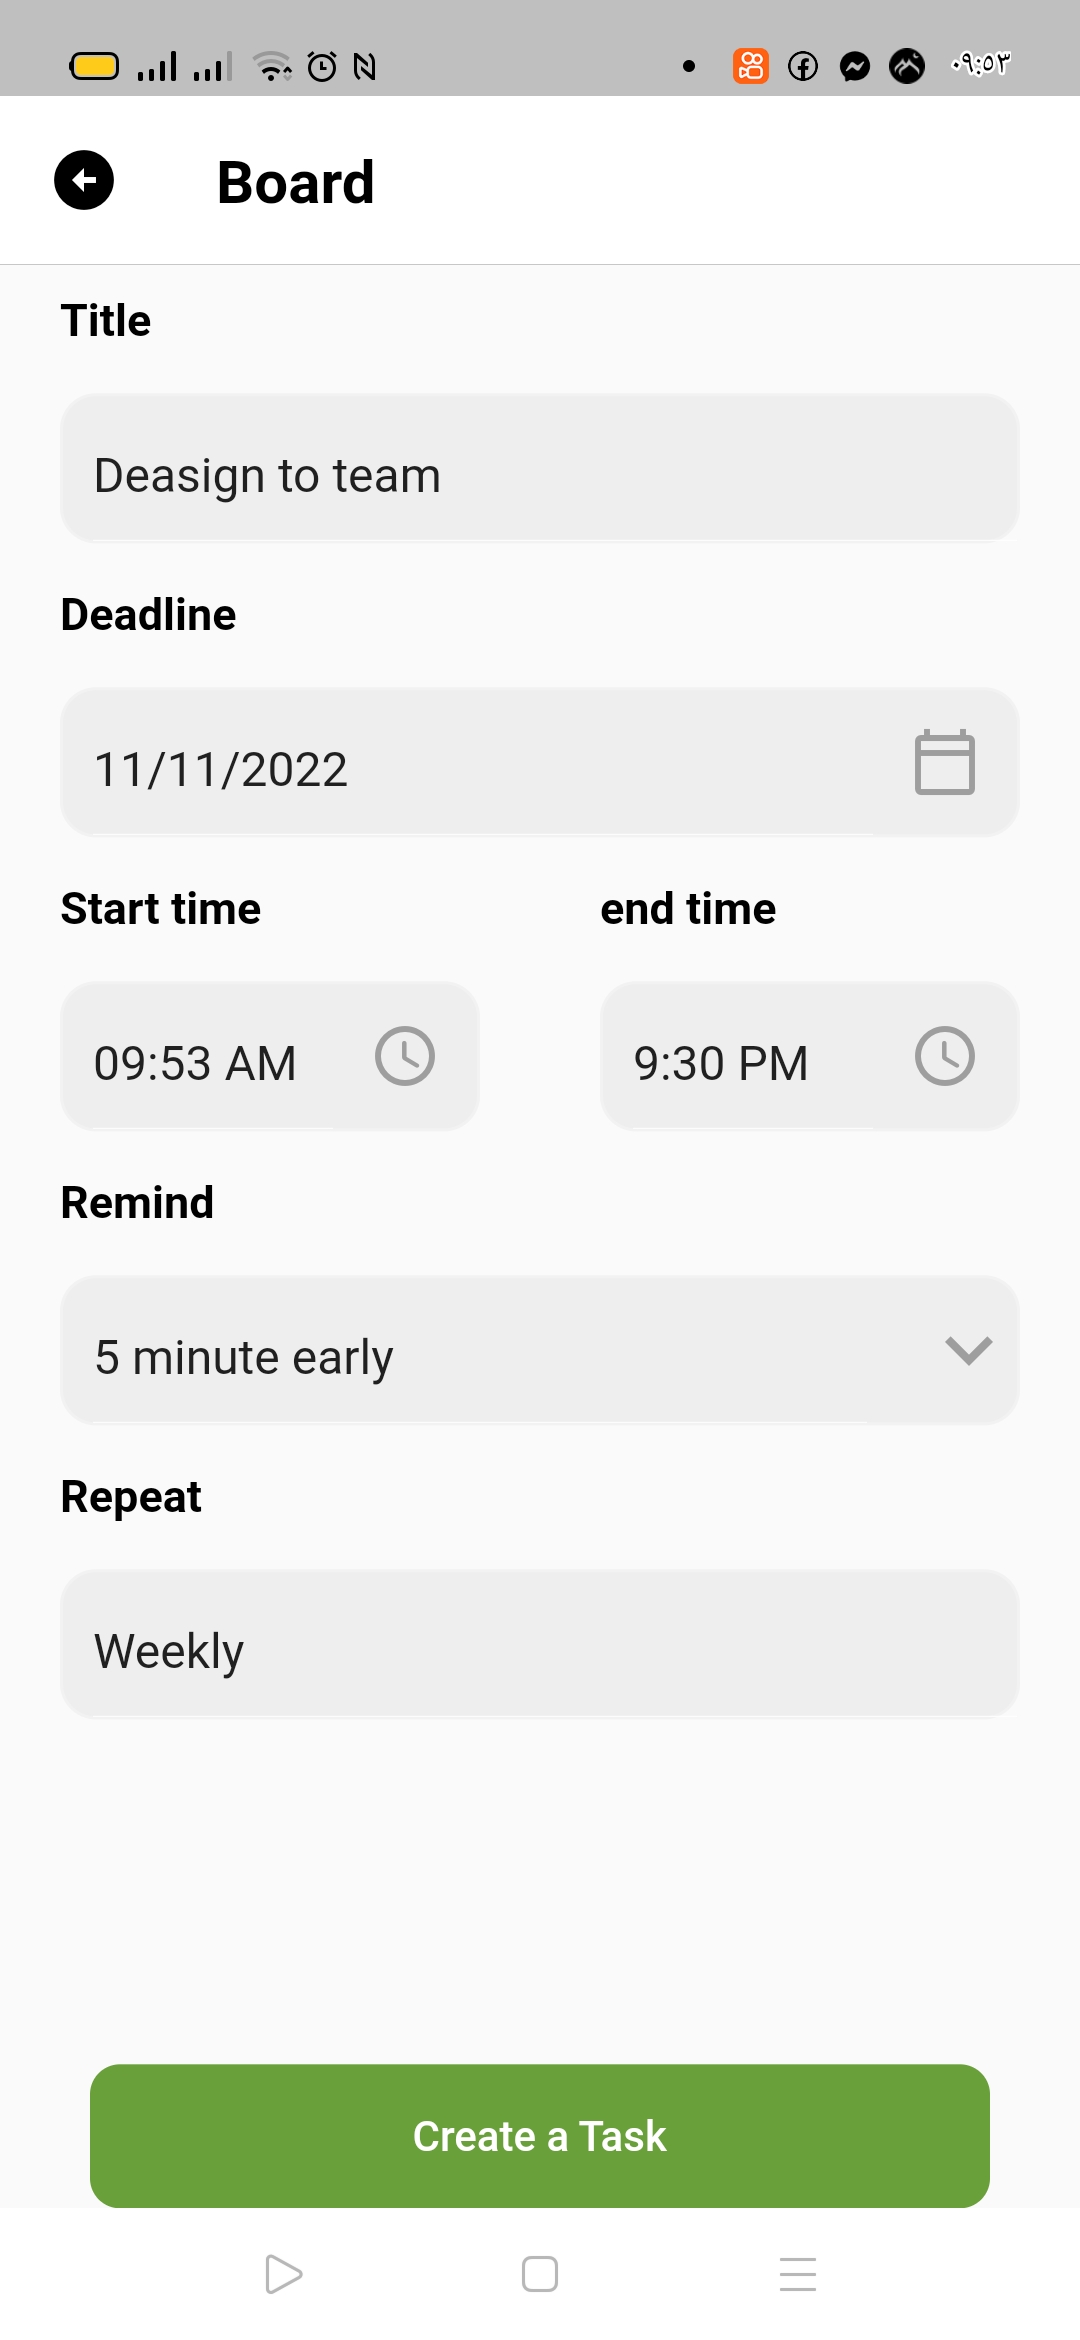 ٠٩:٥٣
Board
Title
Deasign to team
Deadline
11/11/2022
Start time
end time
09:53 AM
9:30 PM
Remind
5 minute early
Repeat
Weekly
Create a Task